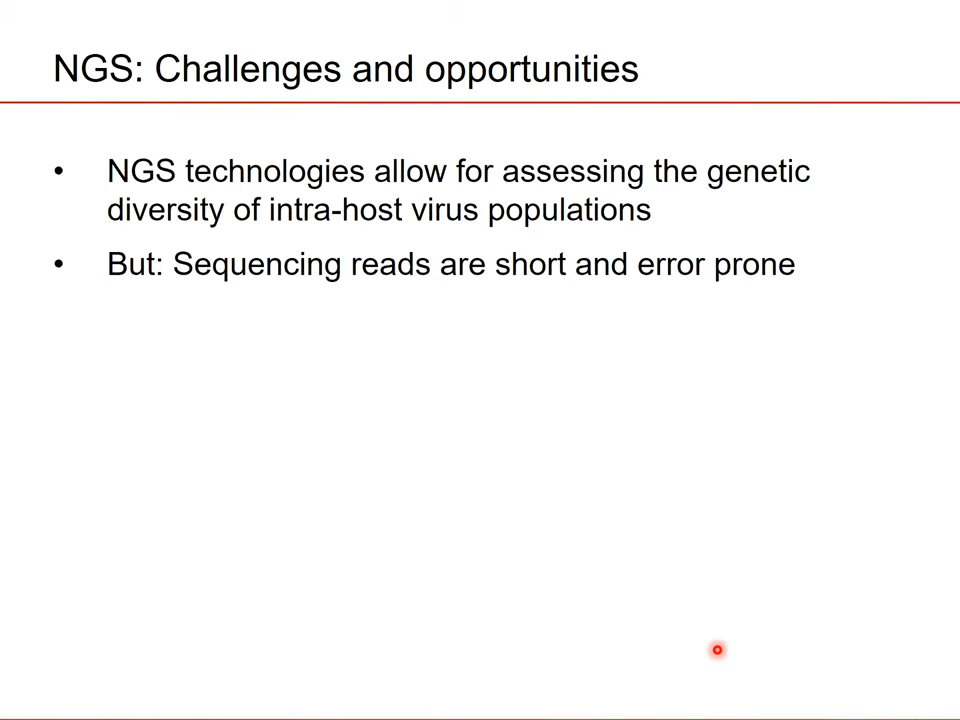 NGS: Challenges and opportunities
• NGS technologies allow for assessing the genetic
diversity of intra-host virus populations
• But: Sequencing reads are short and error prone